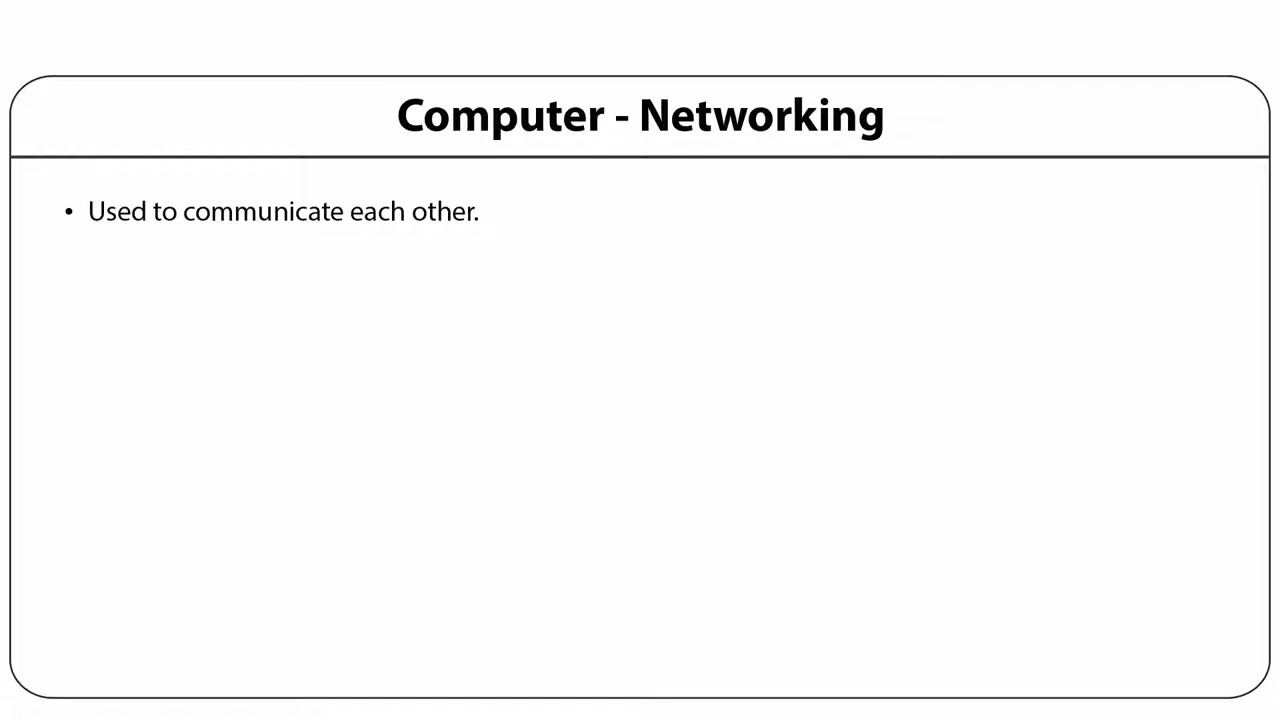 Computer - Networking
• Used to communicate each other.